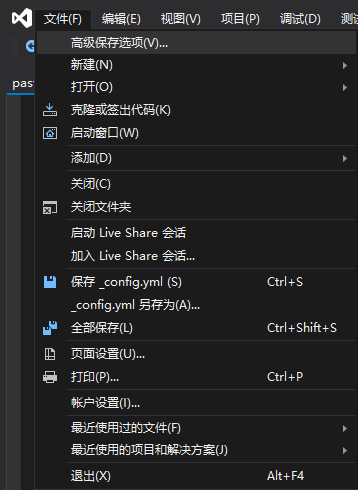 文件(F) 编辑(E) 视图(V) 项目(P) 调试(D) 测试
高级保存选项(V)...
新建(N)
打开(O)
past
克隆或签出代码(K)
启动窗口(W)
添加(D)
关闭(C)
关闭文件夹
启动 Live Share 会话
加入 Live Share 会话...
保存 _config.yml (S) Ctrl+S
_config.yml 另存为(A)...
全部保存(L) Ctrl+Shift+S
页面设置(U)...
打印(P)... Ctrl+P
帐户设置(I)...
最近使用过的文件(F)
最近使用的项目和解决方案(J)
退出(X) Alt+F4